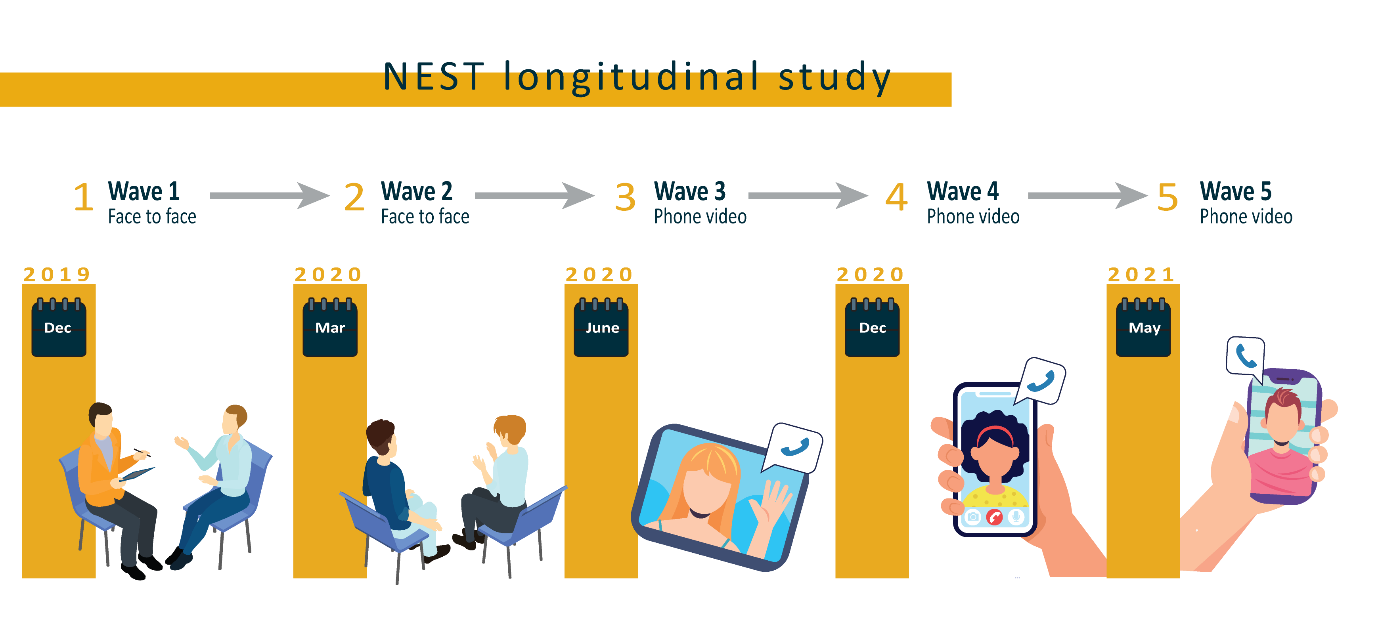 NEST longitudinal study
1 Wave 1
Face to face
2 Wave 2
Face to face
3 Wave 3
Phone video
4 Wave 4
Phone video
5 Wave 5
Phone video
2019
Dec
2020
Mar
2020
June
2020
Dec
2021
May